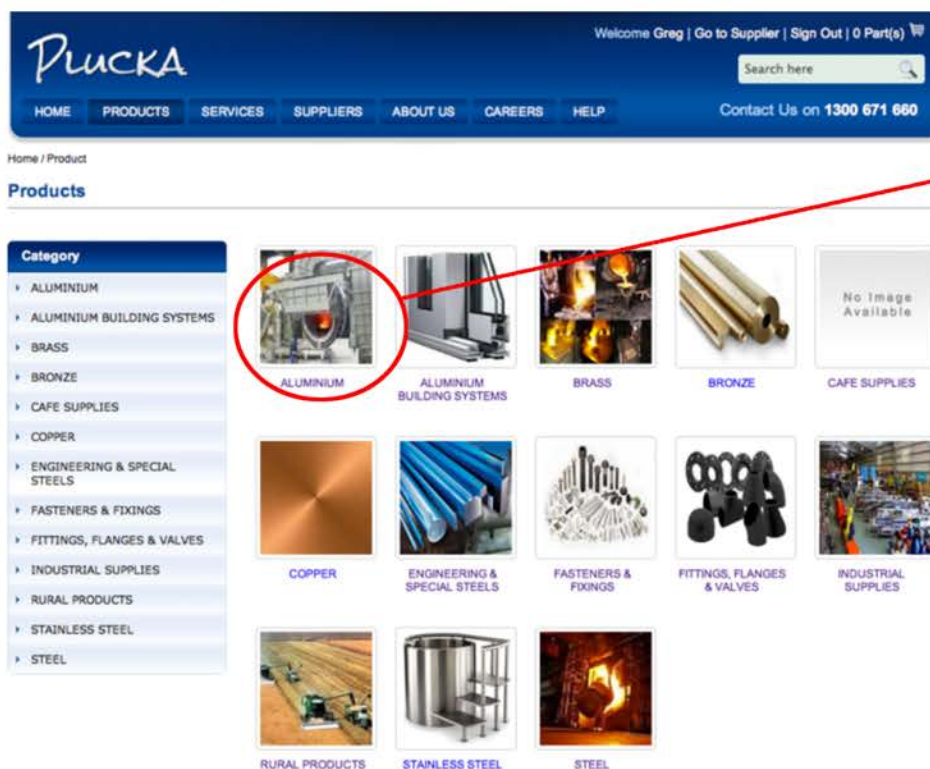 Welcome Greg | Go to Supplier | Sign Out | 0 Part(s)
PLUCKA
Search here
HOME PRODUCTS SERVICES SUPPLIERS ABOUT US CAREERS HELP
Contact Us on 1300 671 660
Home / Product
Products
Category
ALUMINIUM
ALUMINIUM BUILDING SYSTEMS
BRASS
BRONZE
CAFE SUPPLIES
COPPER
ENGINEERING & SPECIAL
STEELS
FASTENERS & FIXINGS
FITTINGS, FLANGES & VALVES
INDUSTRIAL SUPPLIES
RURAL PRODUCTS
STAINLESS STEEL
STEEL
No Image
Available
ALUMINIUM
ALUMINIUM
BUILDING SYSTEMS
BRASS
BRONZE
CAFE SUPPLIES
COPPER
ENGINEERING &
SPECIAL STEELS
FASTENERS &
FIXINGS
FITTINGS, FLANGES
& VALVES
INDUSTRIAL
SUPPLIES
RURAL PRODUCTS
STAINLESS STEEL
STEEL